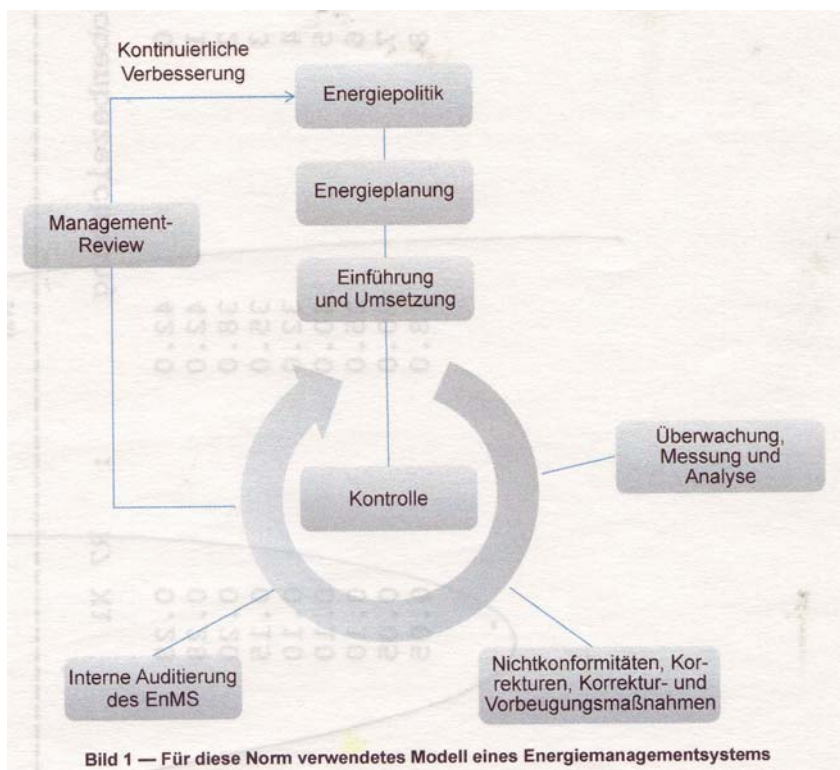 Kontinuierliche
Verbesserung
Energiepolitik
Energieplanung
Management-
Review
Einführung
und Umsetzung
Überwachung,
Messung und
Analyse
Kontrolle
Interne Auditierung
des EnMS
Nichtkonformitäten, Kor-
rekturen, Korrektur- und
Vorbeugungsmaßnahmen
Bild 1 — Für diese Norm verwendetes Modell eines Energiemanagementsystems